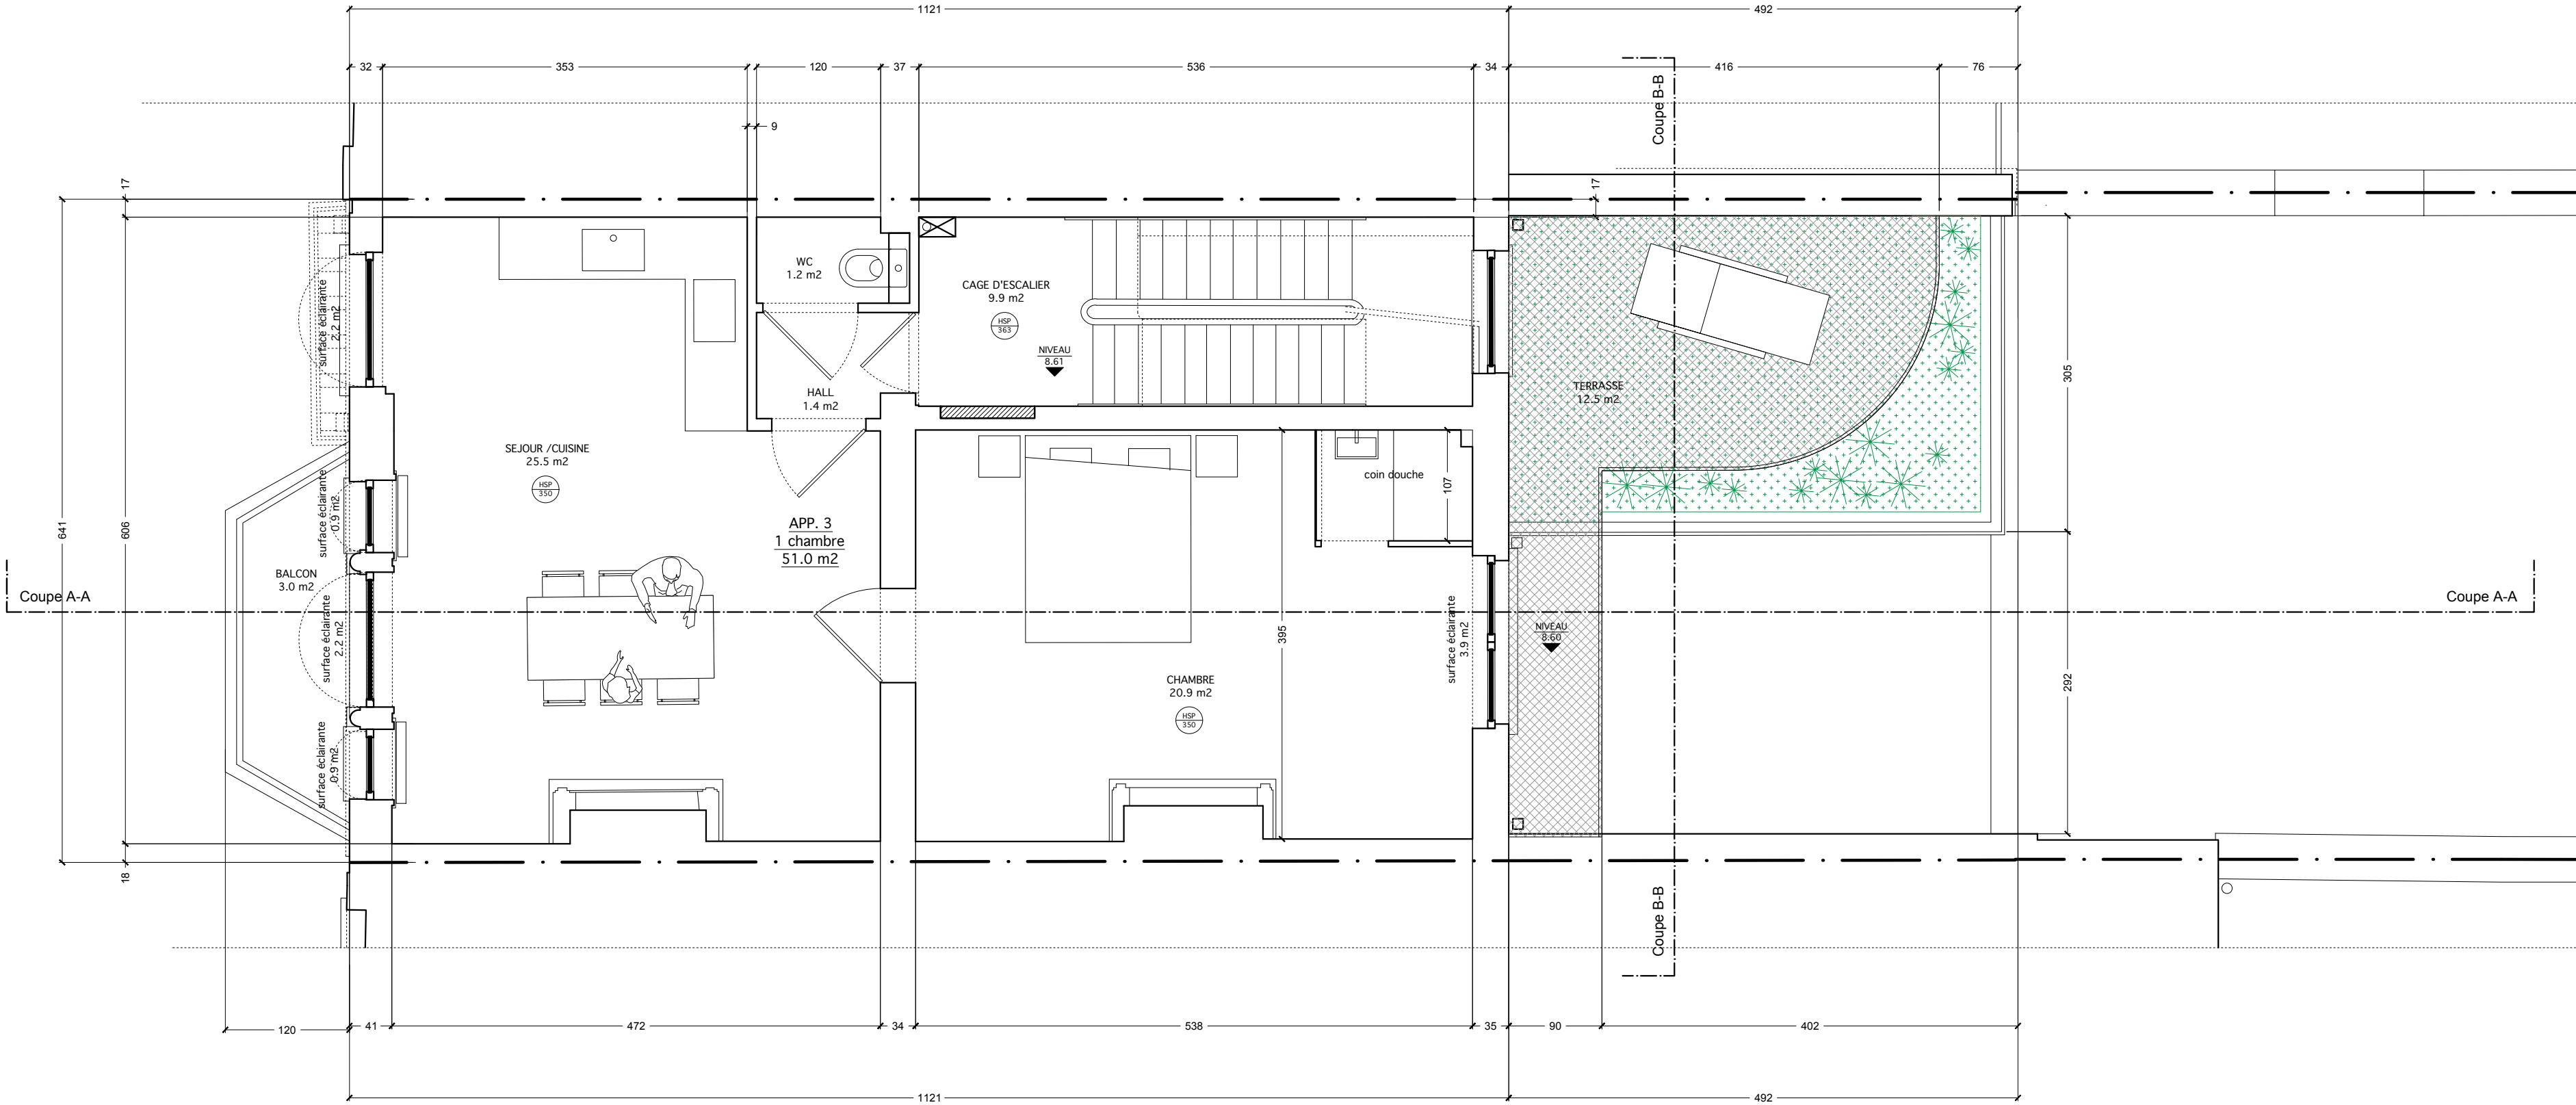 1121
492
32
353
120
37
536
34
416
76
9
Coupe B-B
17
17
WC
1.2 m2
CAGE D'ESCALIER
9.9 m2
HSP
363
NIVEAU
8.61
surface éclairante
2.2 m2
HALL
1.4 m2
TERRASSE
12.5 m2
305
SEJOUR /CUISINE
25.5 m2
HSP
350
coin douche
107
surface éclairante
0.9 m2
APP. 3
1 chambre
51.0 m2
641
606
BALCON
3.0 m2
Coupe A-A
Coupe A-A
surface éclairante
2.2 m2
395
surface éclairante
3.9 m2
NIVEAU
8.60
CHAMBRE
20.9 m2
HSP
350
292
surface éclairante
0.9 m2
18
Coupe B-B
120
41
472
34
538
35
90
402
1121
492